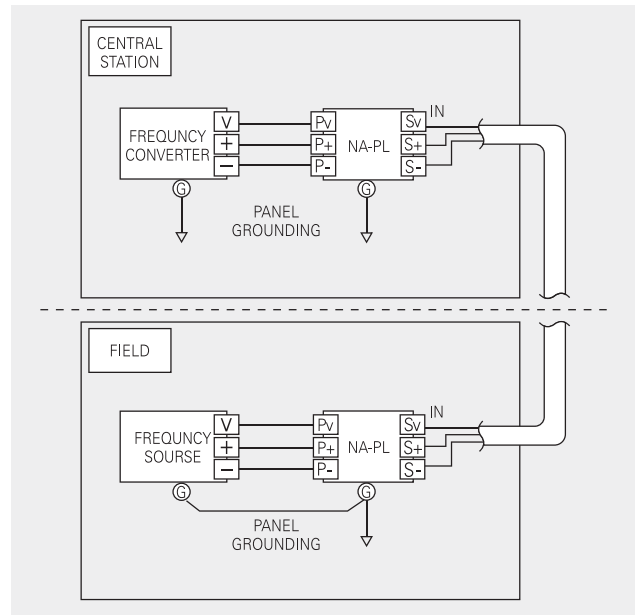 CENTRAL
STATION
FREQUNCY
CONVERTER
V
+
−
G
Pv
P+
P-
NA-PL
Sv
S+
S-
IN
G
PANEL
GROUNDING
FIELD
FREQUNCY
SOURSE
V
+
−
G
Pv
P+
P-
NA-PL
Sv
S+
S-
IN
G
PANEL
GROUNDING